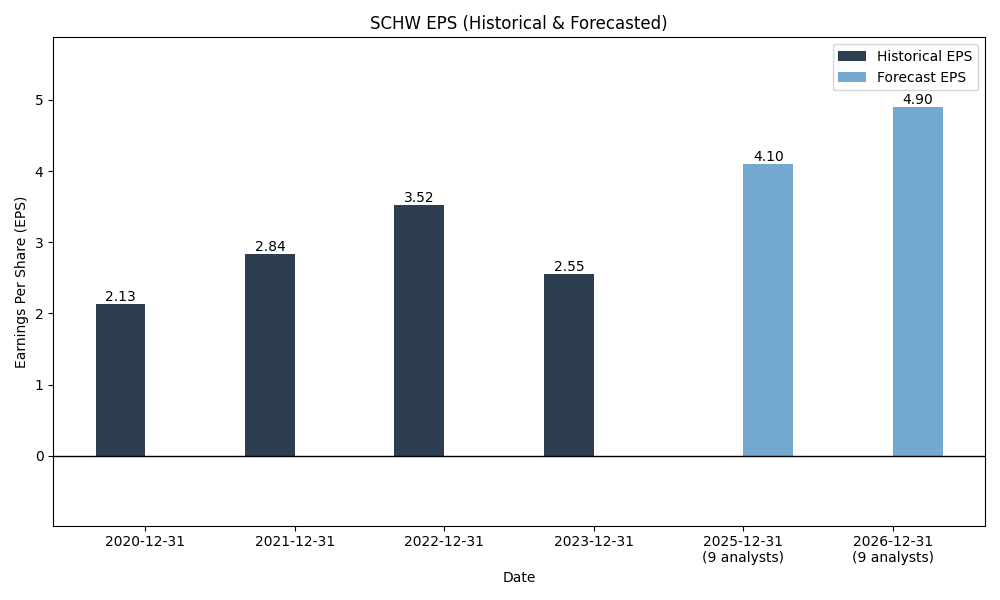 SCHW EPS (Historical & Forecasted)
Historical EPS
Forecast EPS
Earnings Per Share (EPS)
5
4
3
2
1
0
2.13
2.84
3.52
2.55
4.10
4.90
2020-12-31
2021-12-31
2022-12-31
2023-12-31
2025-12-31
(9 analysts)
2026-12-31
(9 analysts)
Date